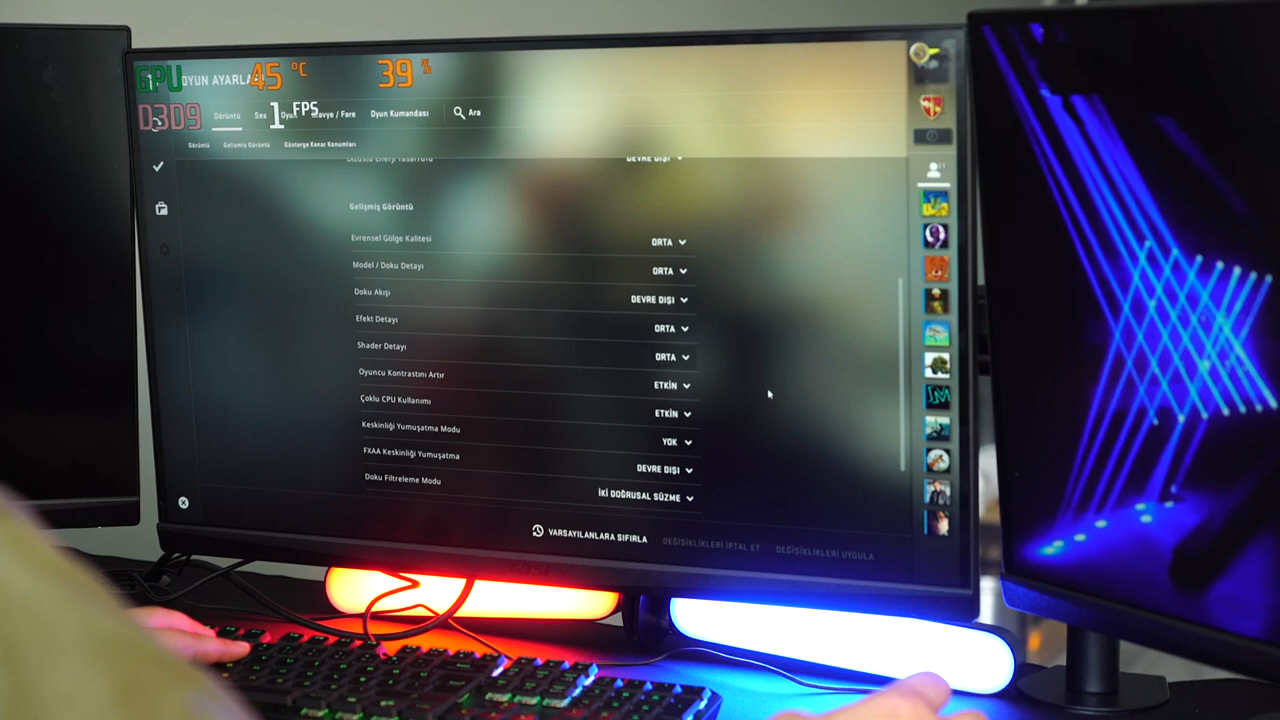 GPU 45 °C 39 %
OYUN AYARLA
D3D9 1 FPS
Görüntü Ses Oyun Klavye / Fare Oyun Kumandası Ara
Görüntü Gelişmiş Görüntü Gösterge Kenar Konumları
Dizüstü Enerji Tasarrufu DEVRE DIŞI
Gelişmiş Görüntü
Evrensel Gölge Kalitesi ORTA
Model / Doku Detayı ORTA
Doku Akışı DEVRE DIŞI
Efekt Detayı ORTA
Shader Detayı ORTA
Oyuncu Kontrastını Artır ETKİN
Çoklu CPU Kullanımı ETKİN
Keskinliği Yumuşatma Modu YOK
FXAA Keskinliği Yumuşatma DEVRE DIŞI
Doku Filtreleme Modu İKİ DOĞRUSAL SÜZME
VARSAYILANLARA SIFIRLA DEĞİŞİKLİKLERİ İPTAL ET DEĞİŞİKLİKLERİ UYGULA